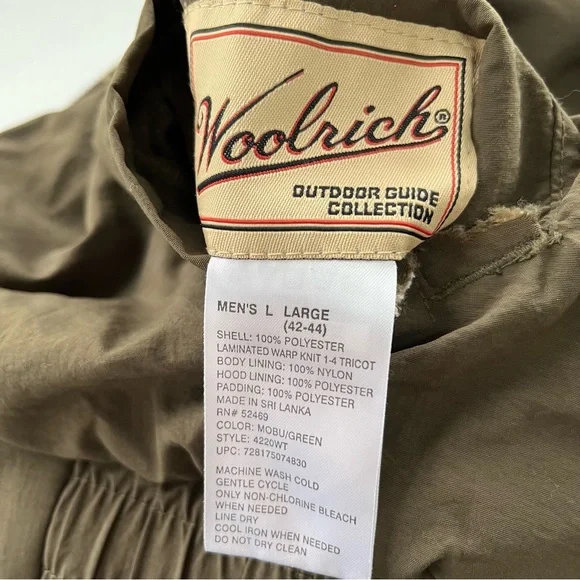 Woolrich®
OUTDOOR GUIDE
COLLECTION
MEN'S L LARGE
(42-44)
SHELL: 100% POLYESTER
LAMINATED WARP KNIT 1-4 TRICOT
BODY LINING: 100% NYLON
HOOD LINING: 100% POLYESTER
PADDING: 100% POLYESTER
MADE IN SRI LANKA
RN# 52469
COLOR: MOBU/GREEN
STYLE: 4220WT
UPC: 728175074830
MACHINE WASH COLD
GENTLE CYCLE
ONLY NON-CHLORINE BLEACH
WHEN NEEDED
LINE DRY
COOL IRON WHEN NEEDED
DO NOT DRY CLEAN